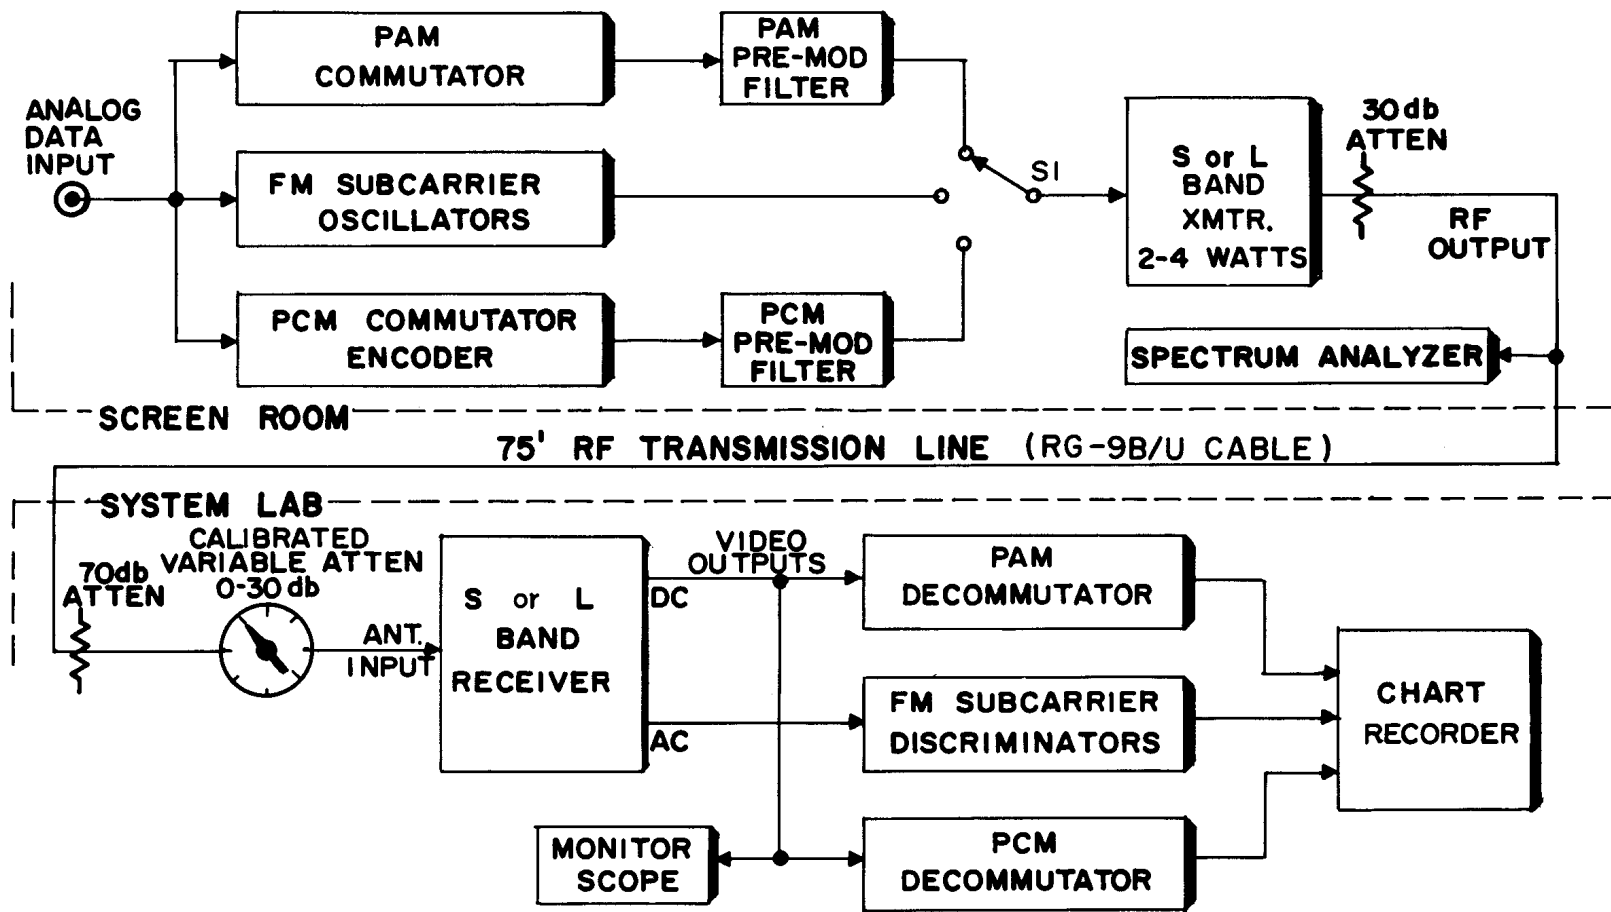 PAM
COMMUTATOR
PAM
PRE-MOD
FILTER
ANALOG
DATA
INPUT
FM SUBCARRIER
OSCILLATORS
S1
S or L
BAND
XMTR.
2-4 WATTS
30db
ATTEN
RF
OUTPUT
PCM COMMUTATOR
ENCODER
PCM
PRE-MOD
FILTER
SPECTRUM ANALYZER
SCREEN ROOM
75' RF TRANSMISSION LINE (RG-9B/U CABLE)
SYSTEM LAB
70db
ATTEN
CALIBRATED
VARIABLE ATTEN
0-30 db
ANT.
INPUT
S or L
BAND
RECEIVER
VIDEO
OUTPUTS
DC
AC
PAM
DECOMMUTATOR
FM SUBCARRIER
DISCRIMINATORS
CHART
RECORDER
MONITOR
SCOPE
PCM
DECOMMUTATOR